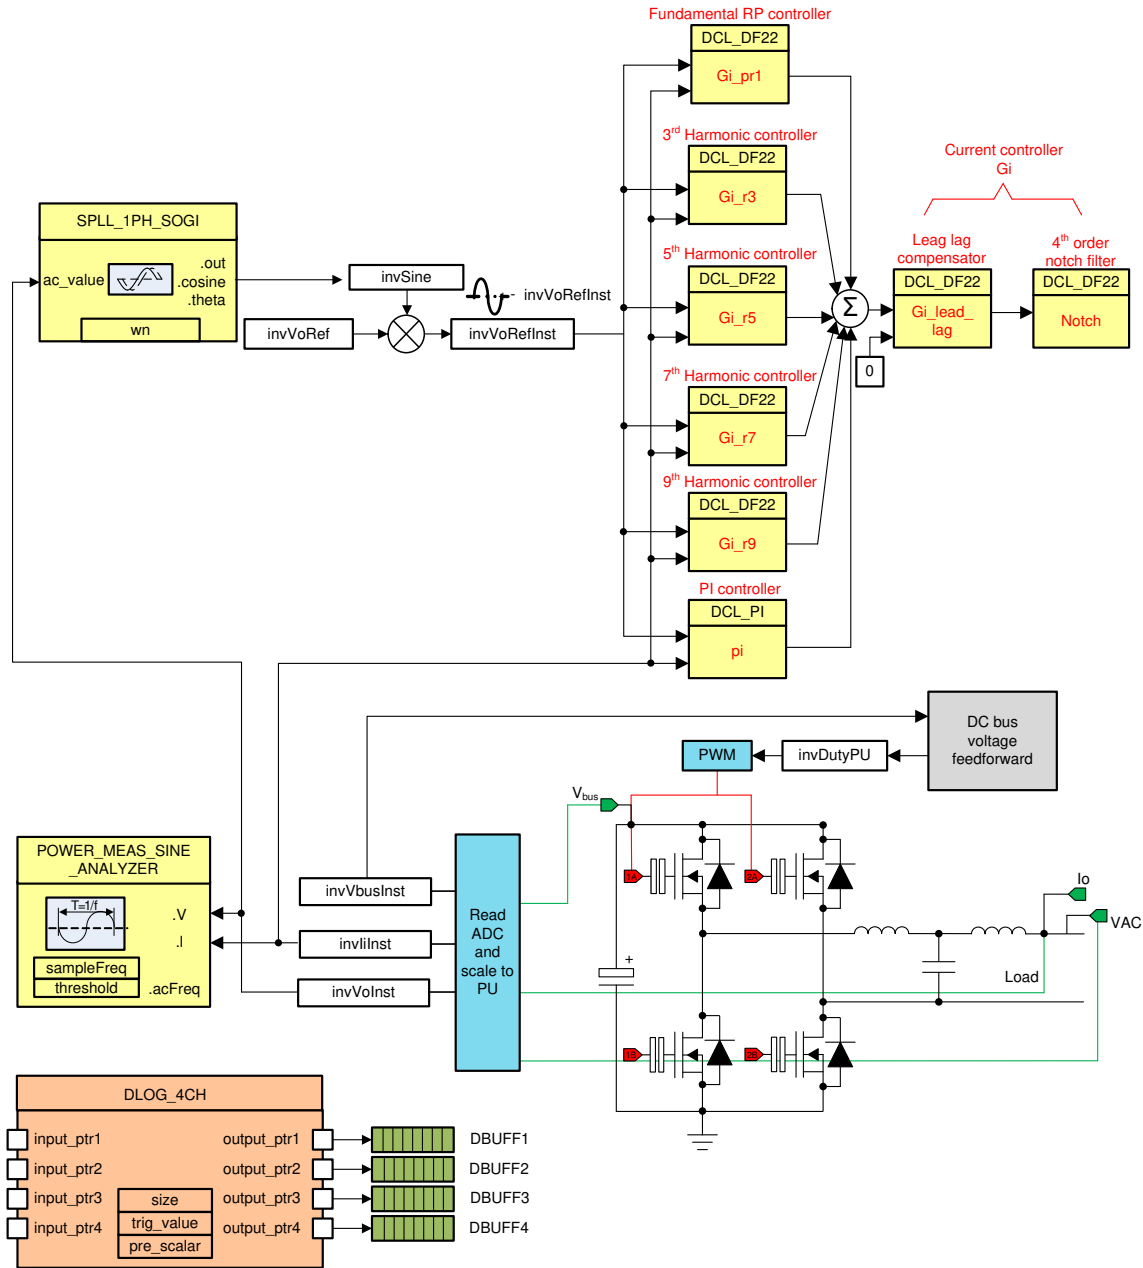 Fundamental RP controller
DCL_DF22
Gi_pr1
3rd Harmonic controller
DCL_DF22
Gi_r3
Current controller
Gi
SPLL_1PH_SOGI
ac_value
.out
.cosine
.theta
wn
invSine
invVoRefInst
invVoRef
invVoRefInst
5th Harmonic controller
DCL_DF22
Gi_r5
Σ
Leag lag
compensator
DCL_DF22
Gi_lead_
lag
4th order
notch filter
DCL_DF22
Notch
0
7th Harmonic controller
DCL_DF22
Gi_r7
9th Harmonic controller
DCL_DF22
Gi_r9
PI controller
DCL_PI
pi
DC bus
voltage
feedforward
PWM
invDutyPU
Vbus
POWER_MEAS_SINE
_ANALYZER
T=1/f
.V
.I
sampleFreq
threshold
.acFreq
invVbusInst
invIiInst
invVoInst
Read
ADC
and
scale to
PU
1A
2A
Io
VAC
+
Load
1B
2B
DLOG_4CH
input_ptr1
output_ptr1
DBUFF1
input_ptr2
output_ptr2
DBUFF2
input_ptr3
size
output_ptr3
DBUFF3
trig_value
input_ptr4
output_ptr4
DBUFF4
pre_scalar